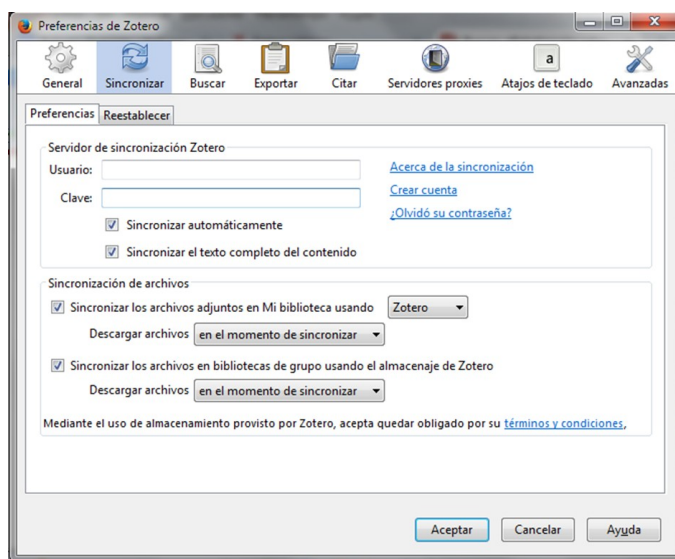 Preferencias de Zotero
General Sincronizar Buscar Exportar Citar Servidores proxies Atajos de teclado Avanzadas
a
Preferencias Reestablecer
Servidor de sincronización Zotero
Usuario: Acerca de la sincronización
Clave: Crear cuenta
¿Olvidó su contraseña?
Sincronizar automáticamente
Sincronizar el texto completo del contenido
Sincronización de archivos
Sincronizar los archivos adjuntos en Mi biblioteca usando Zotero
Descargar archivos en el momento de sincronizar
Sincronizar los archivos en bibliotecas de grupo usando el almacenaje de Zotero
Descargar archivos en el momento de sincronizar
Mediante el uso de almacenamiento provisto por Zotero, acepta quedar obligado por su términos y condiciones,
Aceptar Cancelar Ayuda